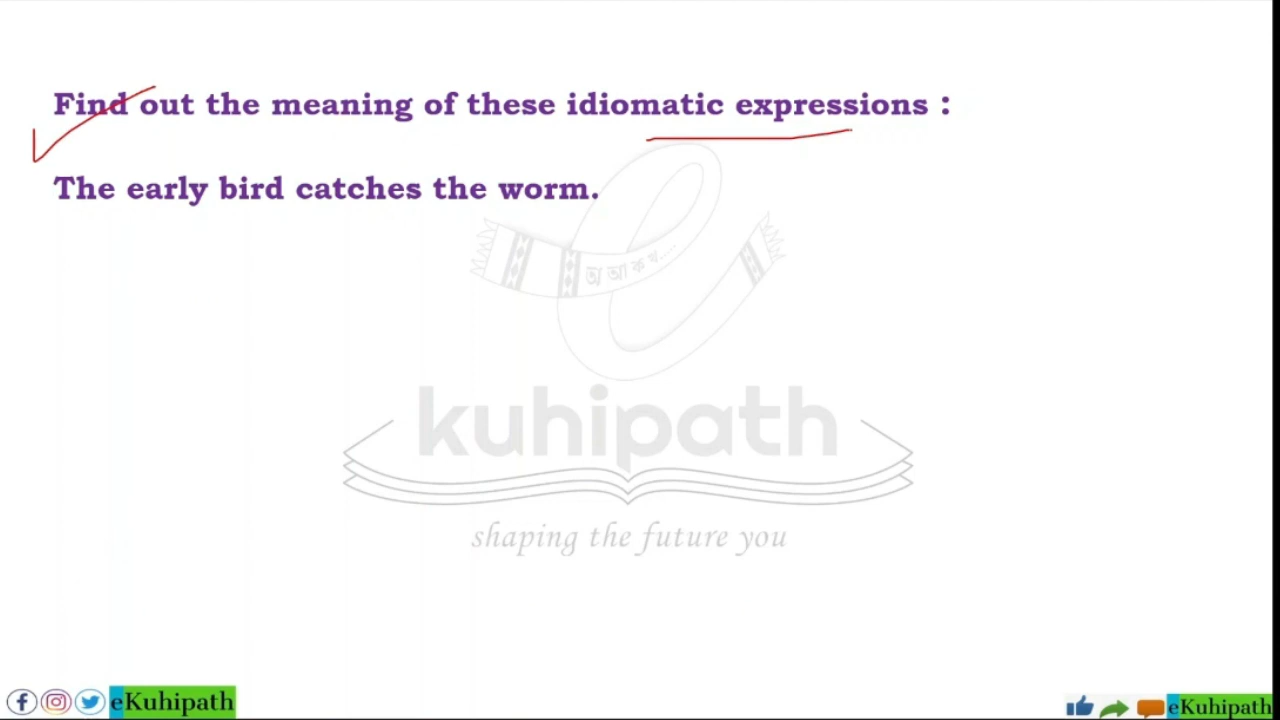 Find out the meaning of these idiomatic expressions :
The early bird catches the worm.
অ আ ক খ.....
kuhipath
shaping the future you
eKuhipath
eKuhipath